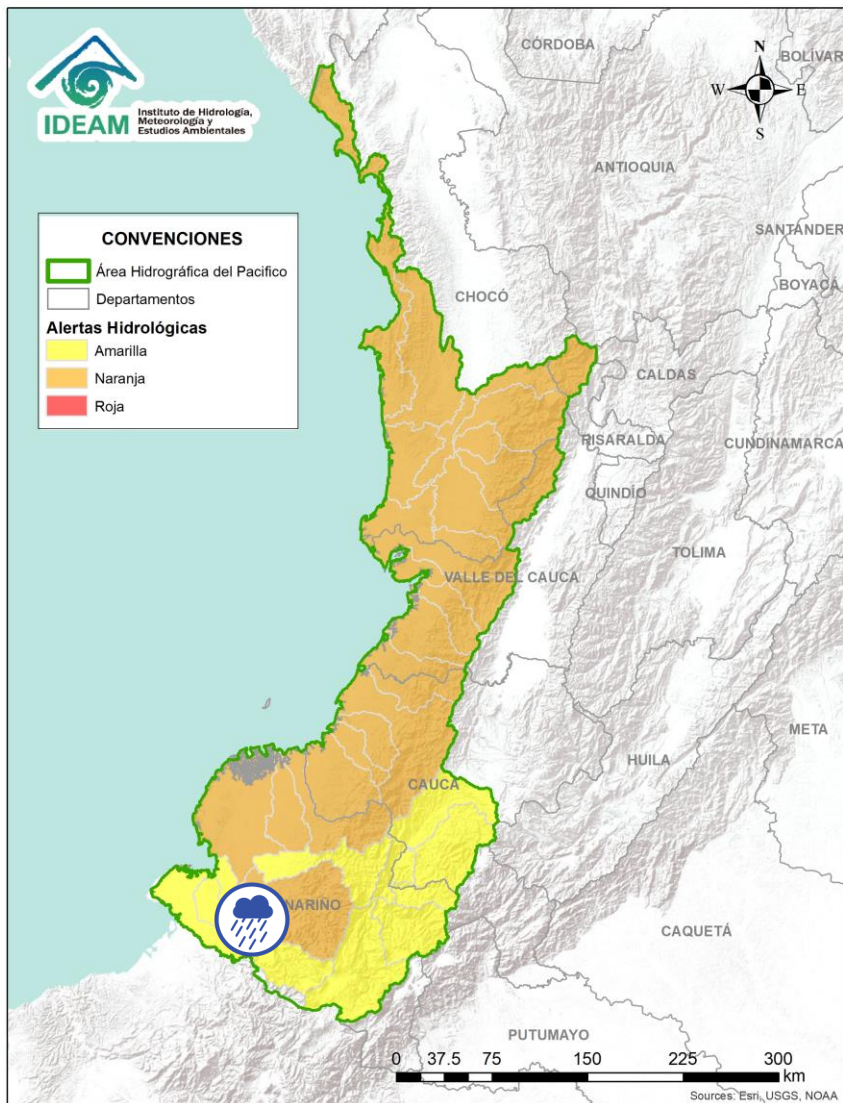 IDEAM
Instituto de Hidrología,
Meteorología y
Estudios Ambientales
CONVENCIONES
Área Hidrográfica del Pacifico
Departamentos
Alertas Hidrológicas
Amarilla
Naranja
Roja
N
W E
S
CÓRDOBA
BOLÍVAR
ANTIOQUIA
SANTANDER
BOYACÁ
CHOCÓ
CALDAS
RISARALDA
CUNDINAMARCA
QUINDÍO
TOLIMA
VALLE DEL CAUCA
META
HUILA
CAUCA
NARIÑO
CAQUETÁ
PUTUMAYO
0 37.5 75 150 225 300
km
Sources: Esri, USGS, NOAA